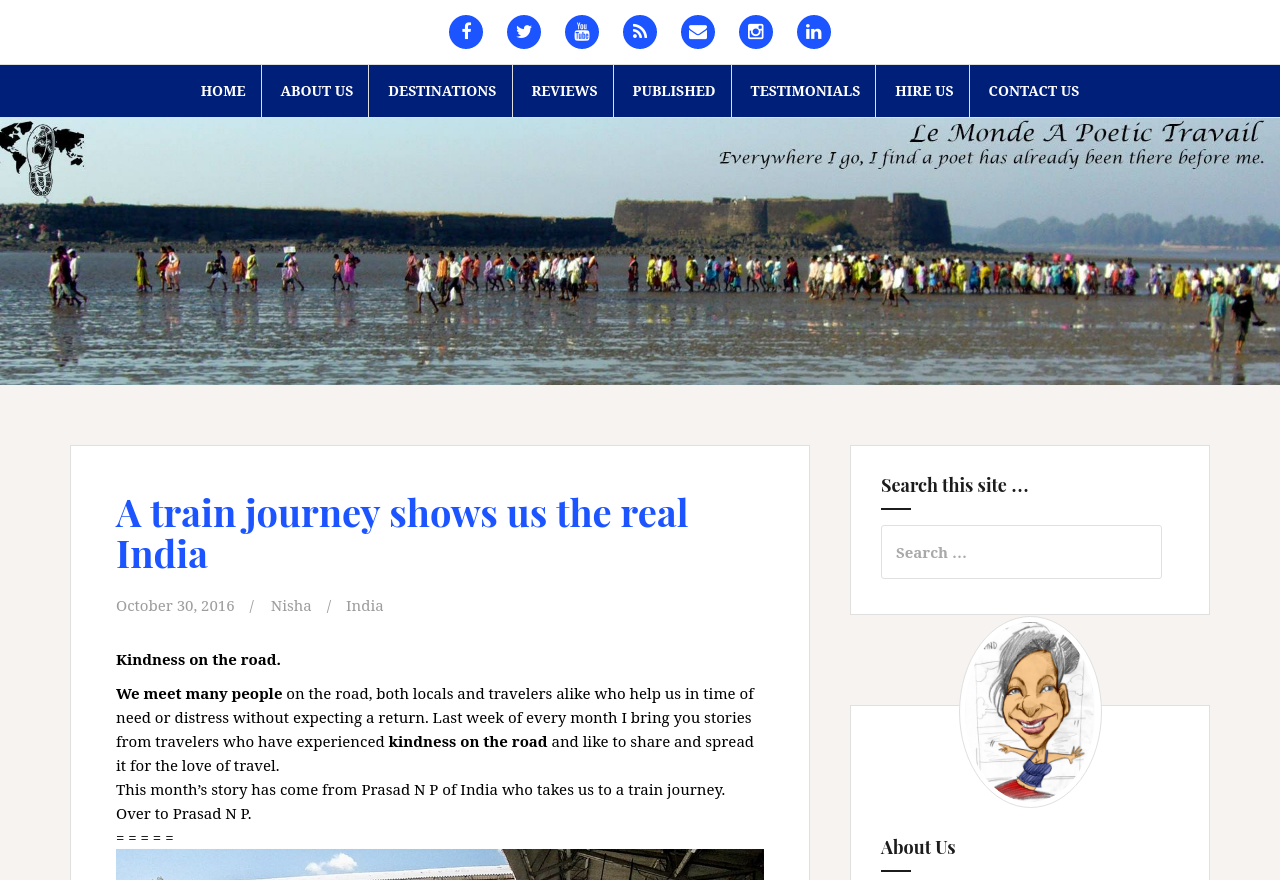 HOME
ABOUT US
DESTINATIONS
REVIEWS
PUBLISHED
TESTIMONIALS
HIRE US
CONTACT US
Le Monde A Poetic Travail
Everywhere I go, I find a poet has already been there before me.
A train journey shows us the real
India
October 30, 2016 / Nisha / India
Kindness on the road.
We meet many people on the road, both locals and travelers alike who help us in time of
need or distress without expecting a return. Last week of every month I bring you stories
from travelers who have experienced kindness on the road and like to share and spread
it for the love of travel.
This month’s story has come from Prasad N P of India who takes us to a train journey.
Over to Prasad N P.
= = = = =
Search this site …
Search …
About Us